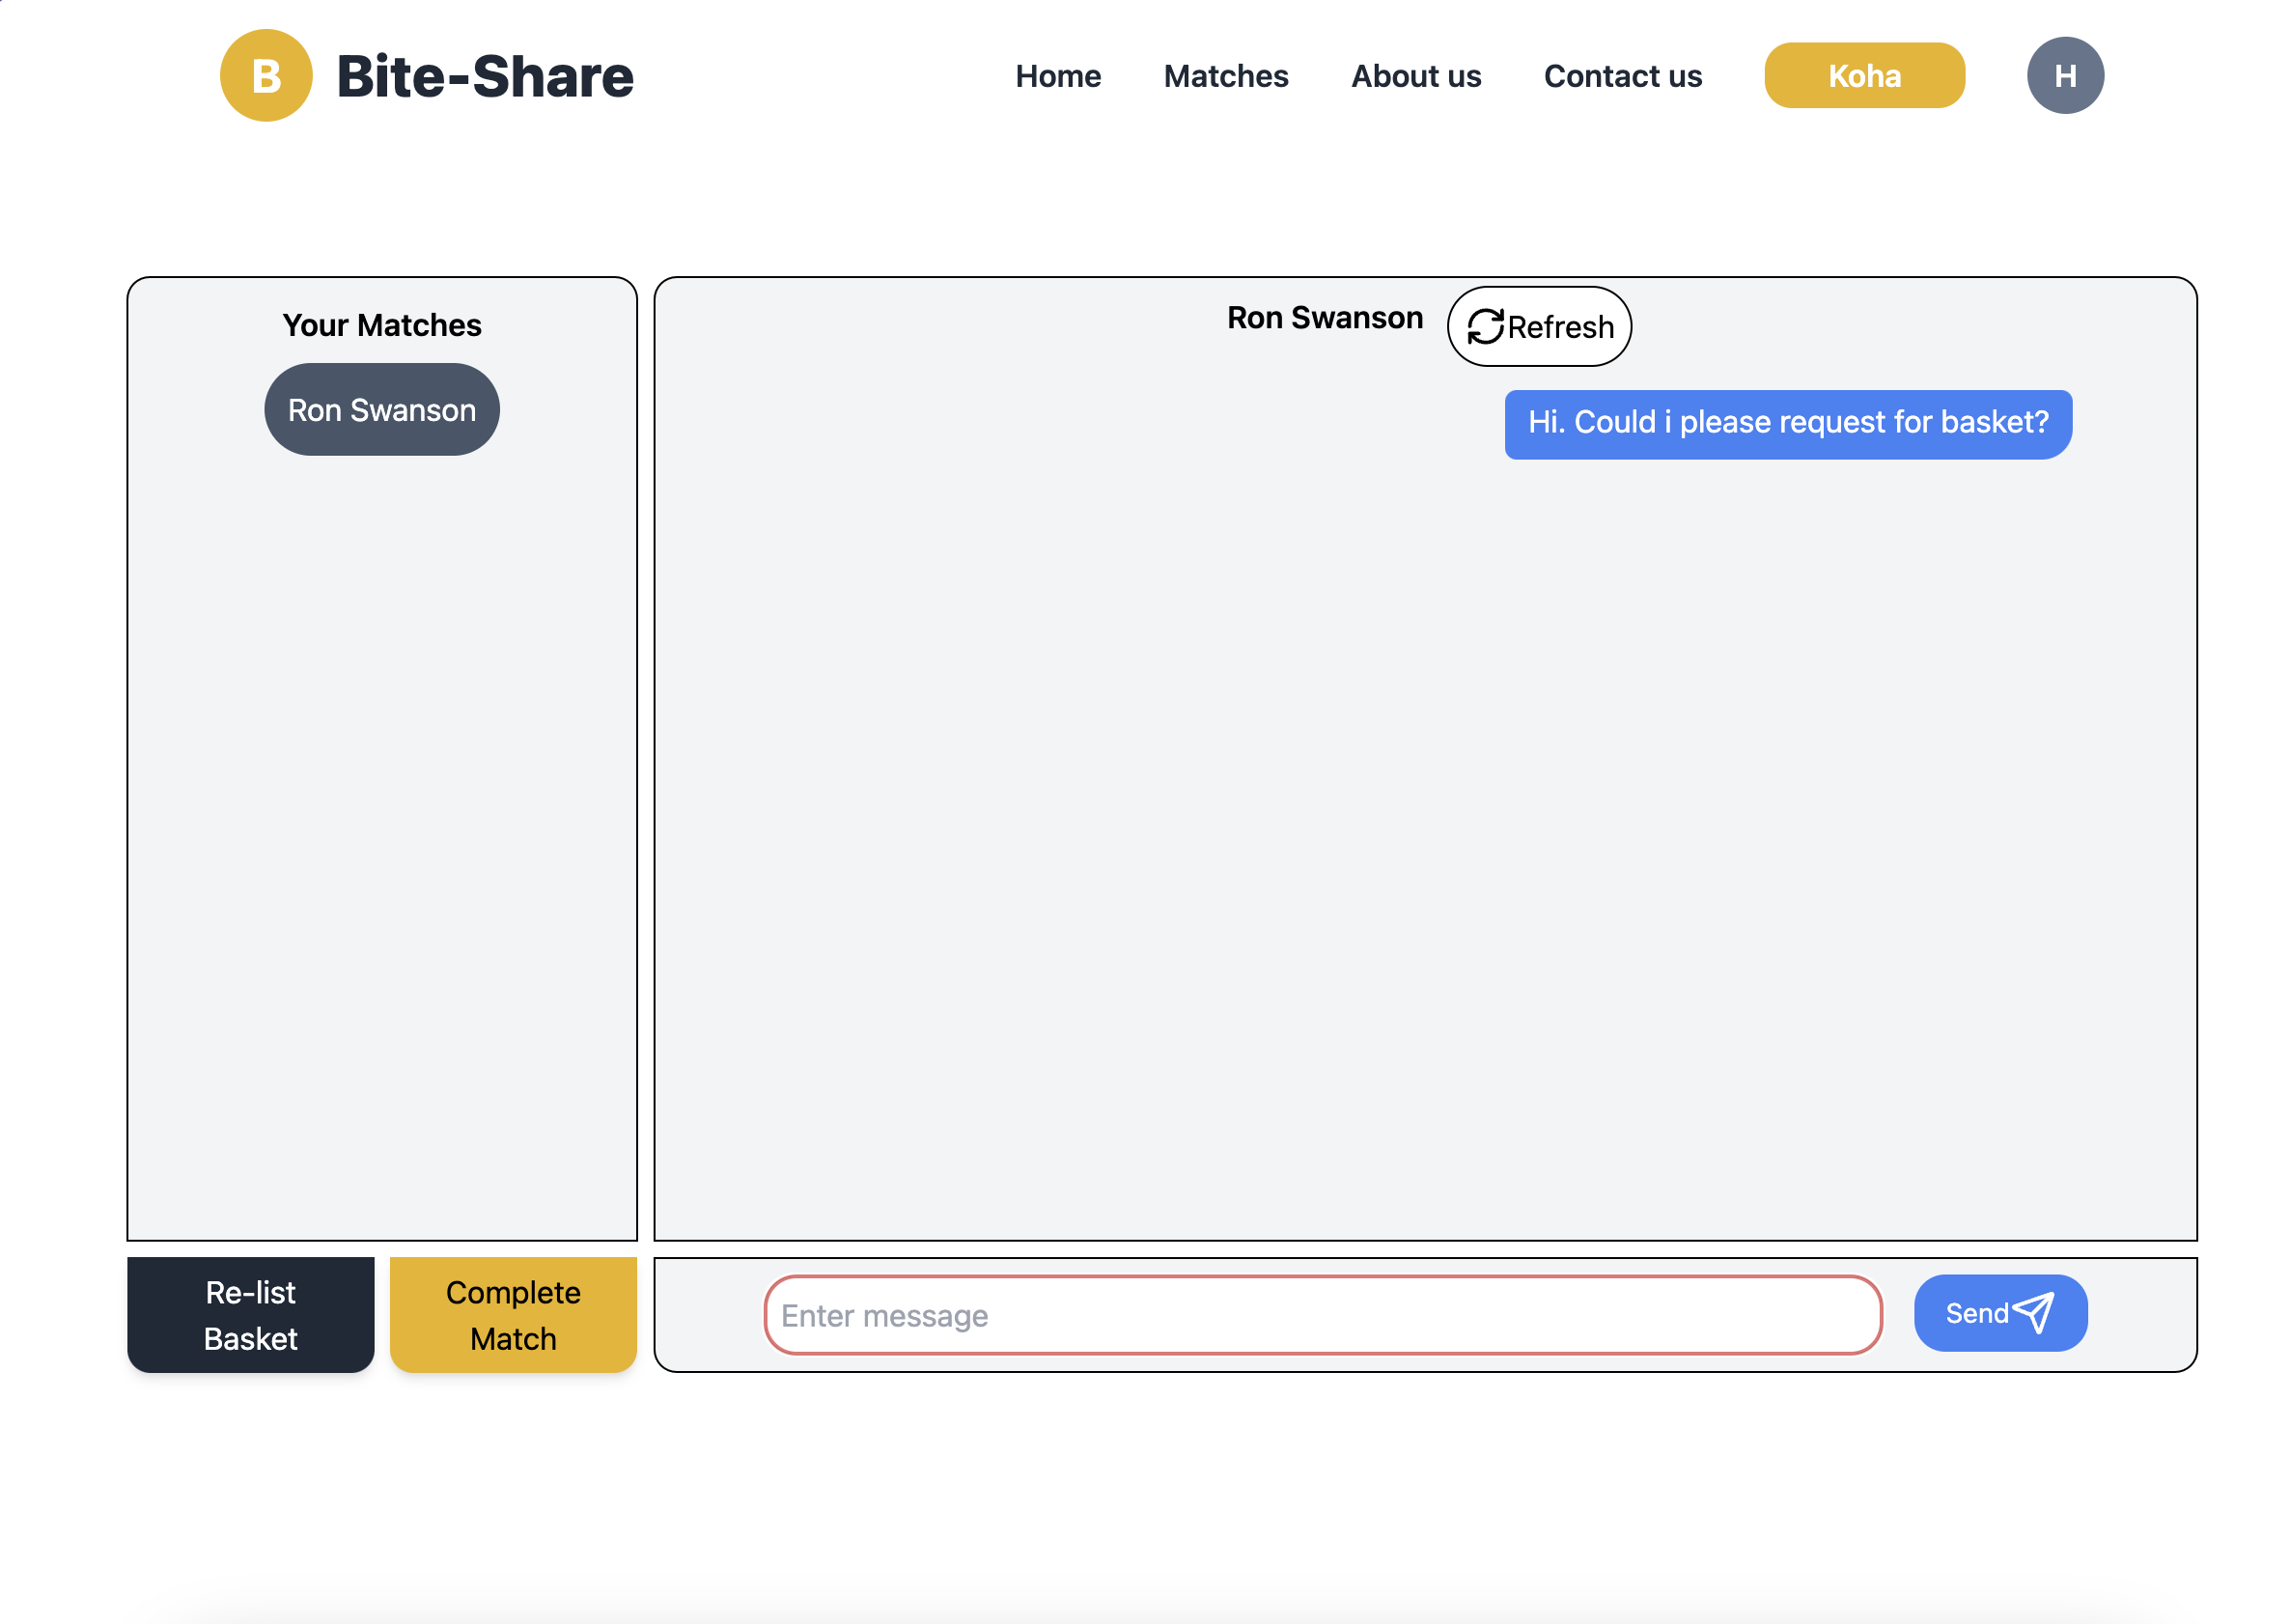 B Bite-Share Home Matches About us Contact us Koha H
Your Matches
Ron Swanson
Ron Swanson Refresh
Hi. Could i please request for basket?
Re-list
Basket
Complete
Match
Enter message Send